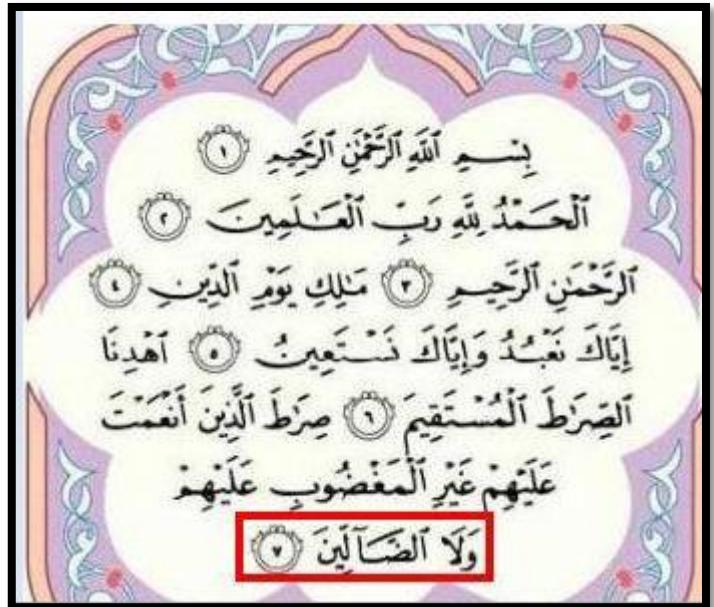 بِسْمِ ٱللَّهِ ٱلرَّحْمَٰنِ ٱلرَّحِيمِ ١
ٱلْحَمْدُ لِلَّهِ رَبِّ ٱلْعَـٰلَمِينَ ٢
ٱلرَّحْمَٰنِ ٱلرَّحِيمِ ٣ مَـٰلِكِ يَوْمِ ٱلدِّينِ ٤
إِيَّاكَ نَعْبُدُ وَإِيَّاكَ نَسْتَعِينُ ٥ ٱهْدِنَا
ٱلصِّرَٰطَ ٱلْمُسْتَقِيمَ ٦ صِرَٰطَ ٱلَّذِينَ أَنْعَمْتَ
عَلَيْهِمْ غَيْرِ ٱلْمَغْضُوبِ عَلَيْهِمْ
وَلَا ٱلضَّآلِّينَ ٧